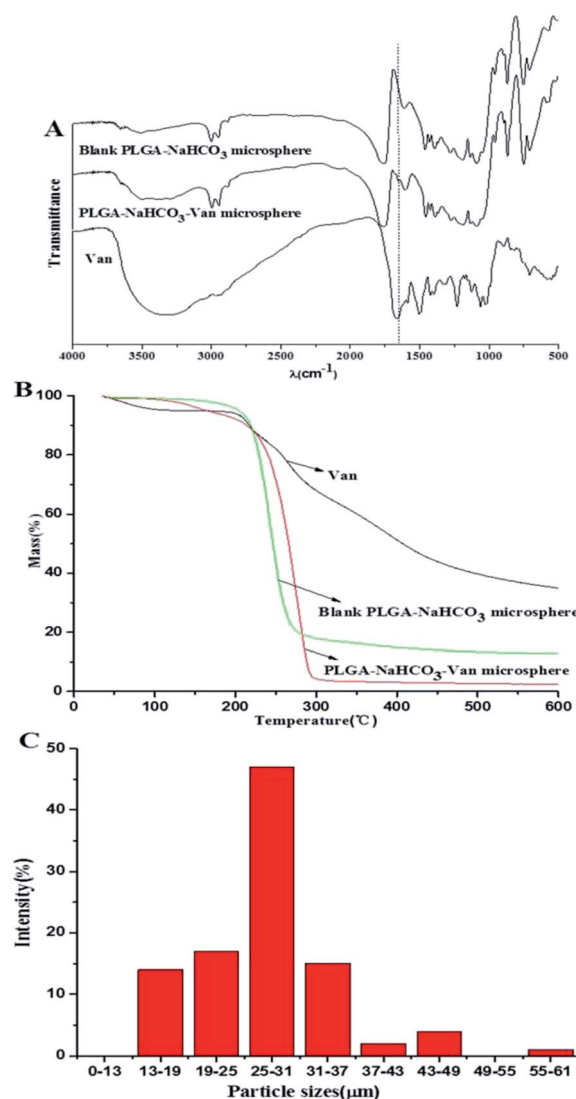 A
Blank PLGA-NaHCO3 microsphere
PLGA-NaHCO3-Van microsphere
Van
Transmittance
4000 3500 3000 2500 2000 1500 1000 500
λ(cm-1)
B
100
80
60
40
20
0
Mass(%)
Van
Blank PLGA-NaHCO3 microsphere
PLGA-NaHCO3-Van microsphere
0 100 200 300 400 500 600
Temperature(℃)
C
50
40
30
20
10
0
Intensity(%)
0-13 13-19 19-25 25-31 31-37 37-43 43-49 49-55 55-61
Particle sizes(μm)